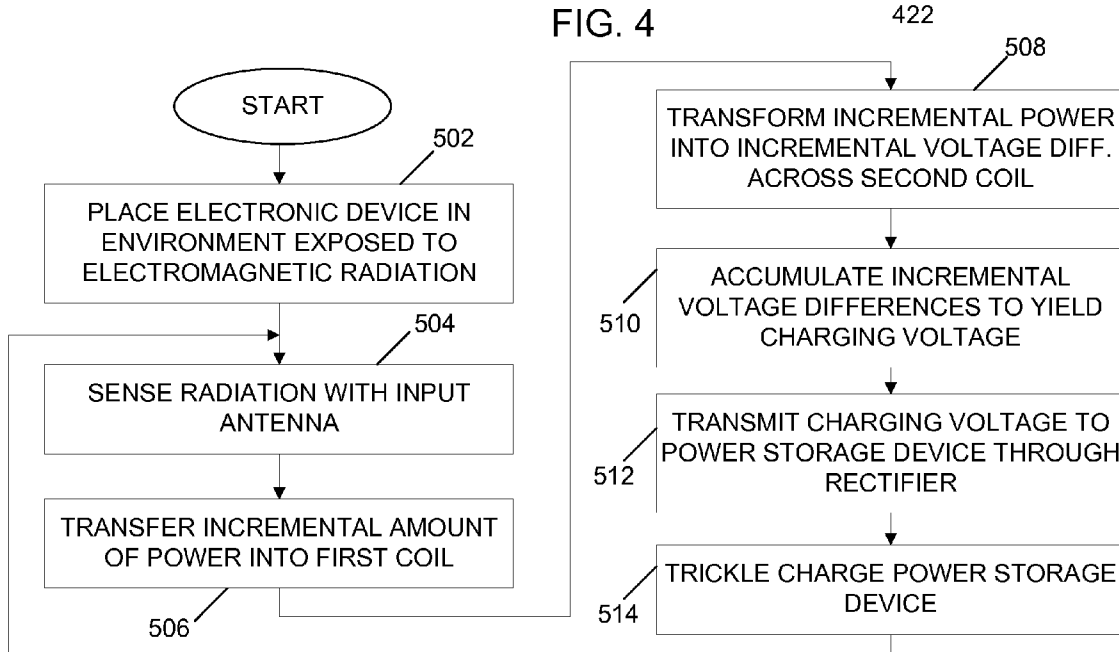 FIG. 4
422
START
502
PLACE ELECTRONIC DEVICE IN
ENVIRONMENT EXPOSED TO
ELECTROMAGNETIC RADIATION
504
SENSE RADIATION WITH INPUT
ANTENNA
TRANSFER INCREMENTAL AMOUNT
OF POWER INTO FIRST COIL
506
508
TRANSFORM INCREMENTAL POWER
INTO INCREMENTAL VOLTAGE DIFF.
ACROSS SECOND COIL
510
ACCUMULATE INCREMENTAL
VOLTAGE DIFFERENCES TO YIELD
CHARGING VOLTAGE
512
TRANSMIT CHARGING VOLTAGE TO
POWER STORAGE DEVICE THROUGH
RECTIFIER
514
TRICKLE CHARGE POWER STORAGE
DEVICE